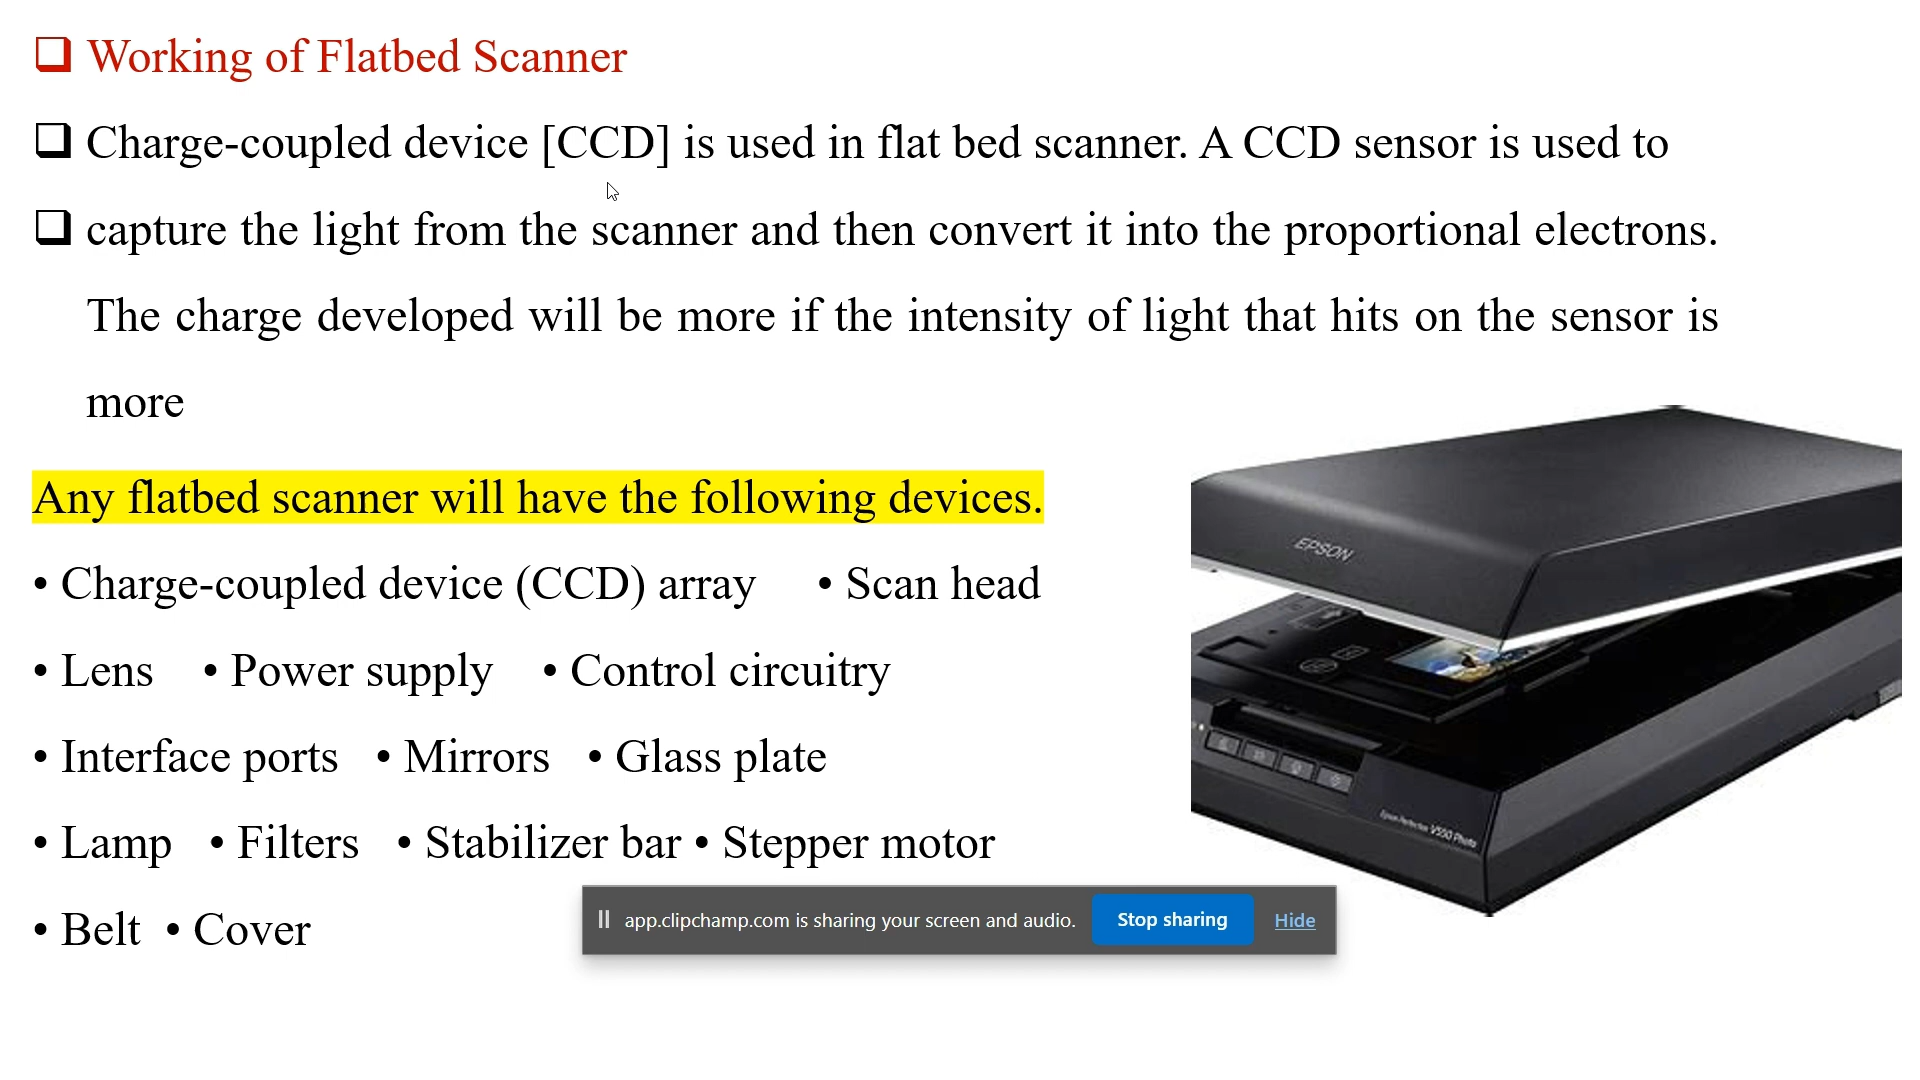 ❑ Working of Flatbed Scanner
❑ Charge-coupled device [CCD] is used in flat bed scanner. A CCD sensor is used to
❑ capture the light from the scanner and then convert it into the proportional electrons.
The charge developed will be more if the intensity of light that hits on the sensor is
more
Any flatbed scanner will have the following devices.
• Charge-coupled device (CCD) array • Scan head
• Lens • Power supply • Control circuitry
• Interface ports • Mirrors • Glass plate
• Lamp • Filters • Stabilizer bar • Stepper motor
• Belt • Cover
EPSON
Epson Perfection V550 Photo
app.clipchamp.com is sharing your screen and audio. Stop sharing Hide